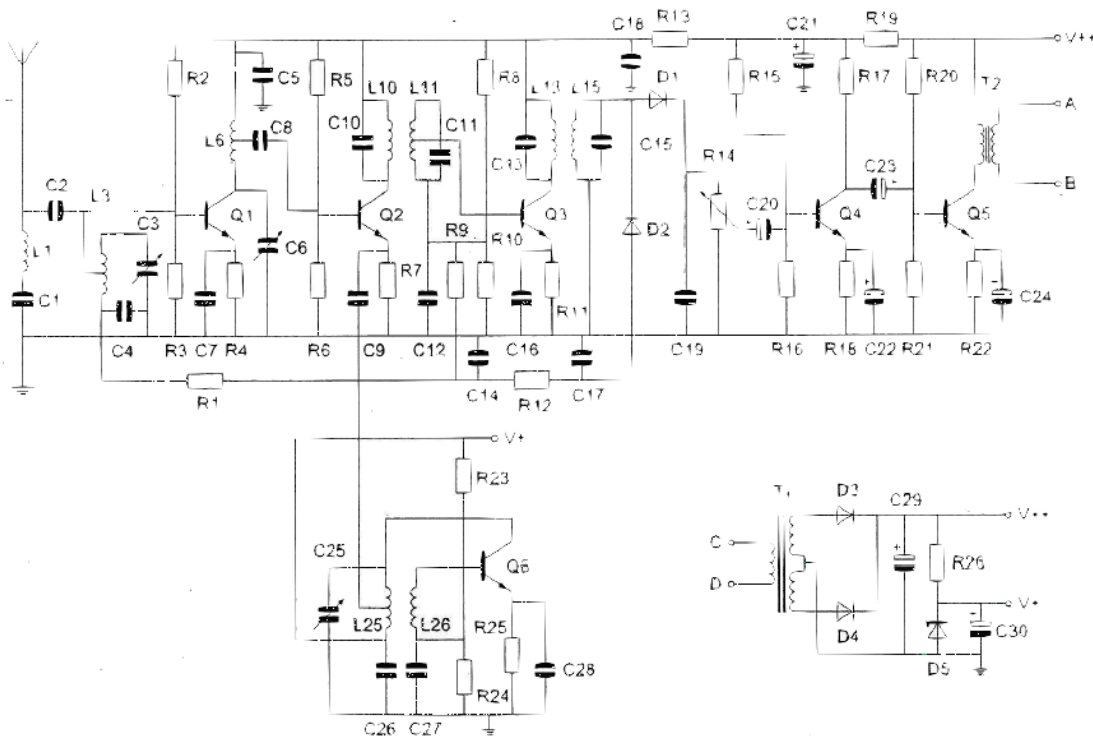 C18 R13 C21 R19
V++
R2 C5 R5 L10 L11 R8 L13 L15 D1 R15 R17 R20 T2
A
C8 C10 C11 C15
L6 C13 R14 C23
B
C2 L3 C20
C3 Q1 Q2 Q3 Q4 Q5
C6 R9 R10 D2
L1
R7
C1 R11 C24
C4 R3 C7 R4 R6 C9 C12 C16 C19 R16 R18 C22 R21 R22
R1 C14 R12 C17
V+
R23
T1 D3 C29 V++
C25 Q6 C
D R26
L25 L26 R25 V+
C30
D4 D5
C28
R24
C26 C27